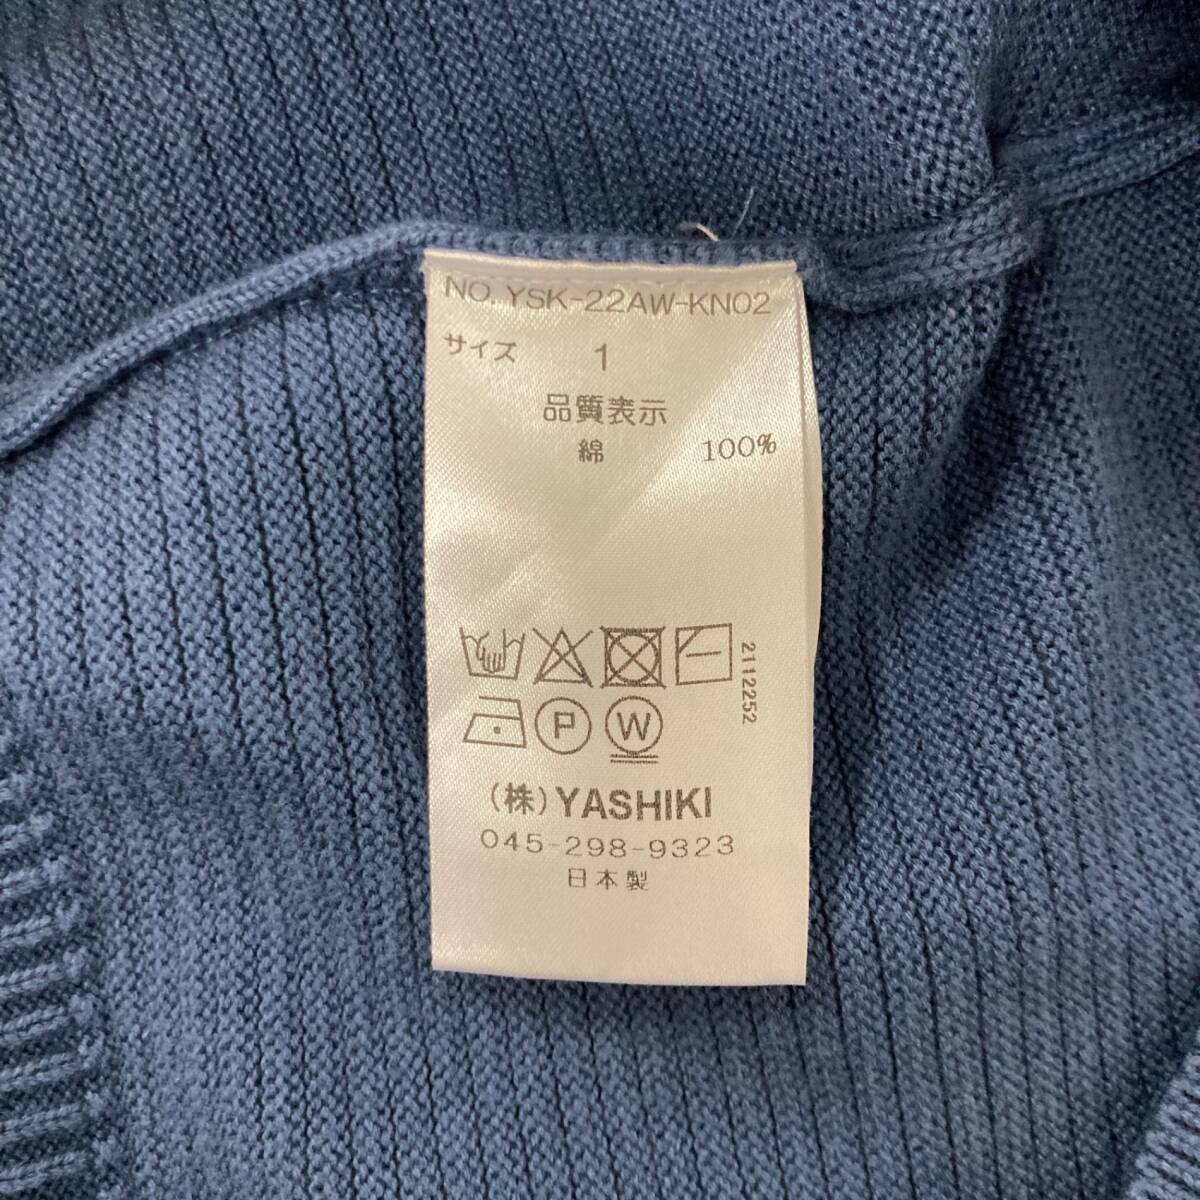 NO. YSK-22AW-KN02
サイズ 1
品質表示
綿 100%
2112252
P W
(株) YASHIKI
045-298-9323
日本製